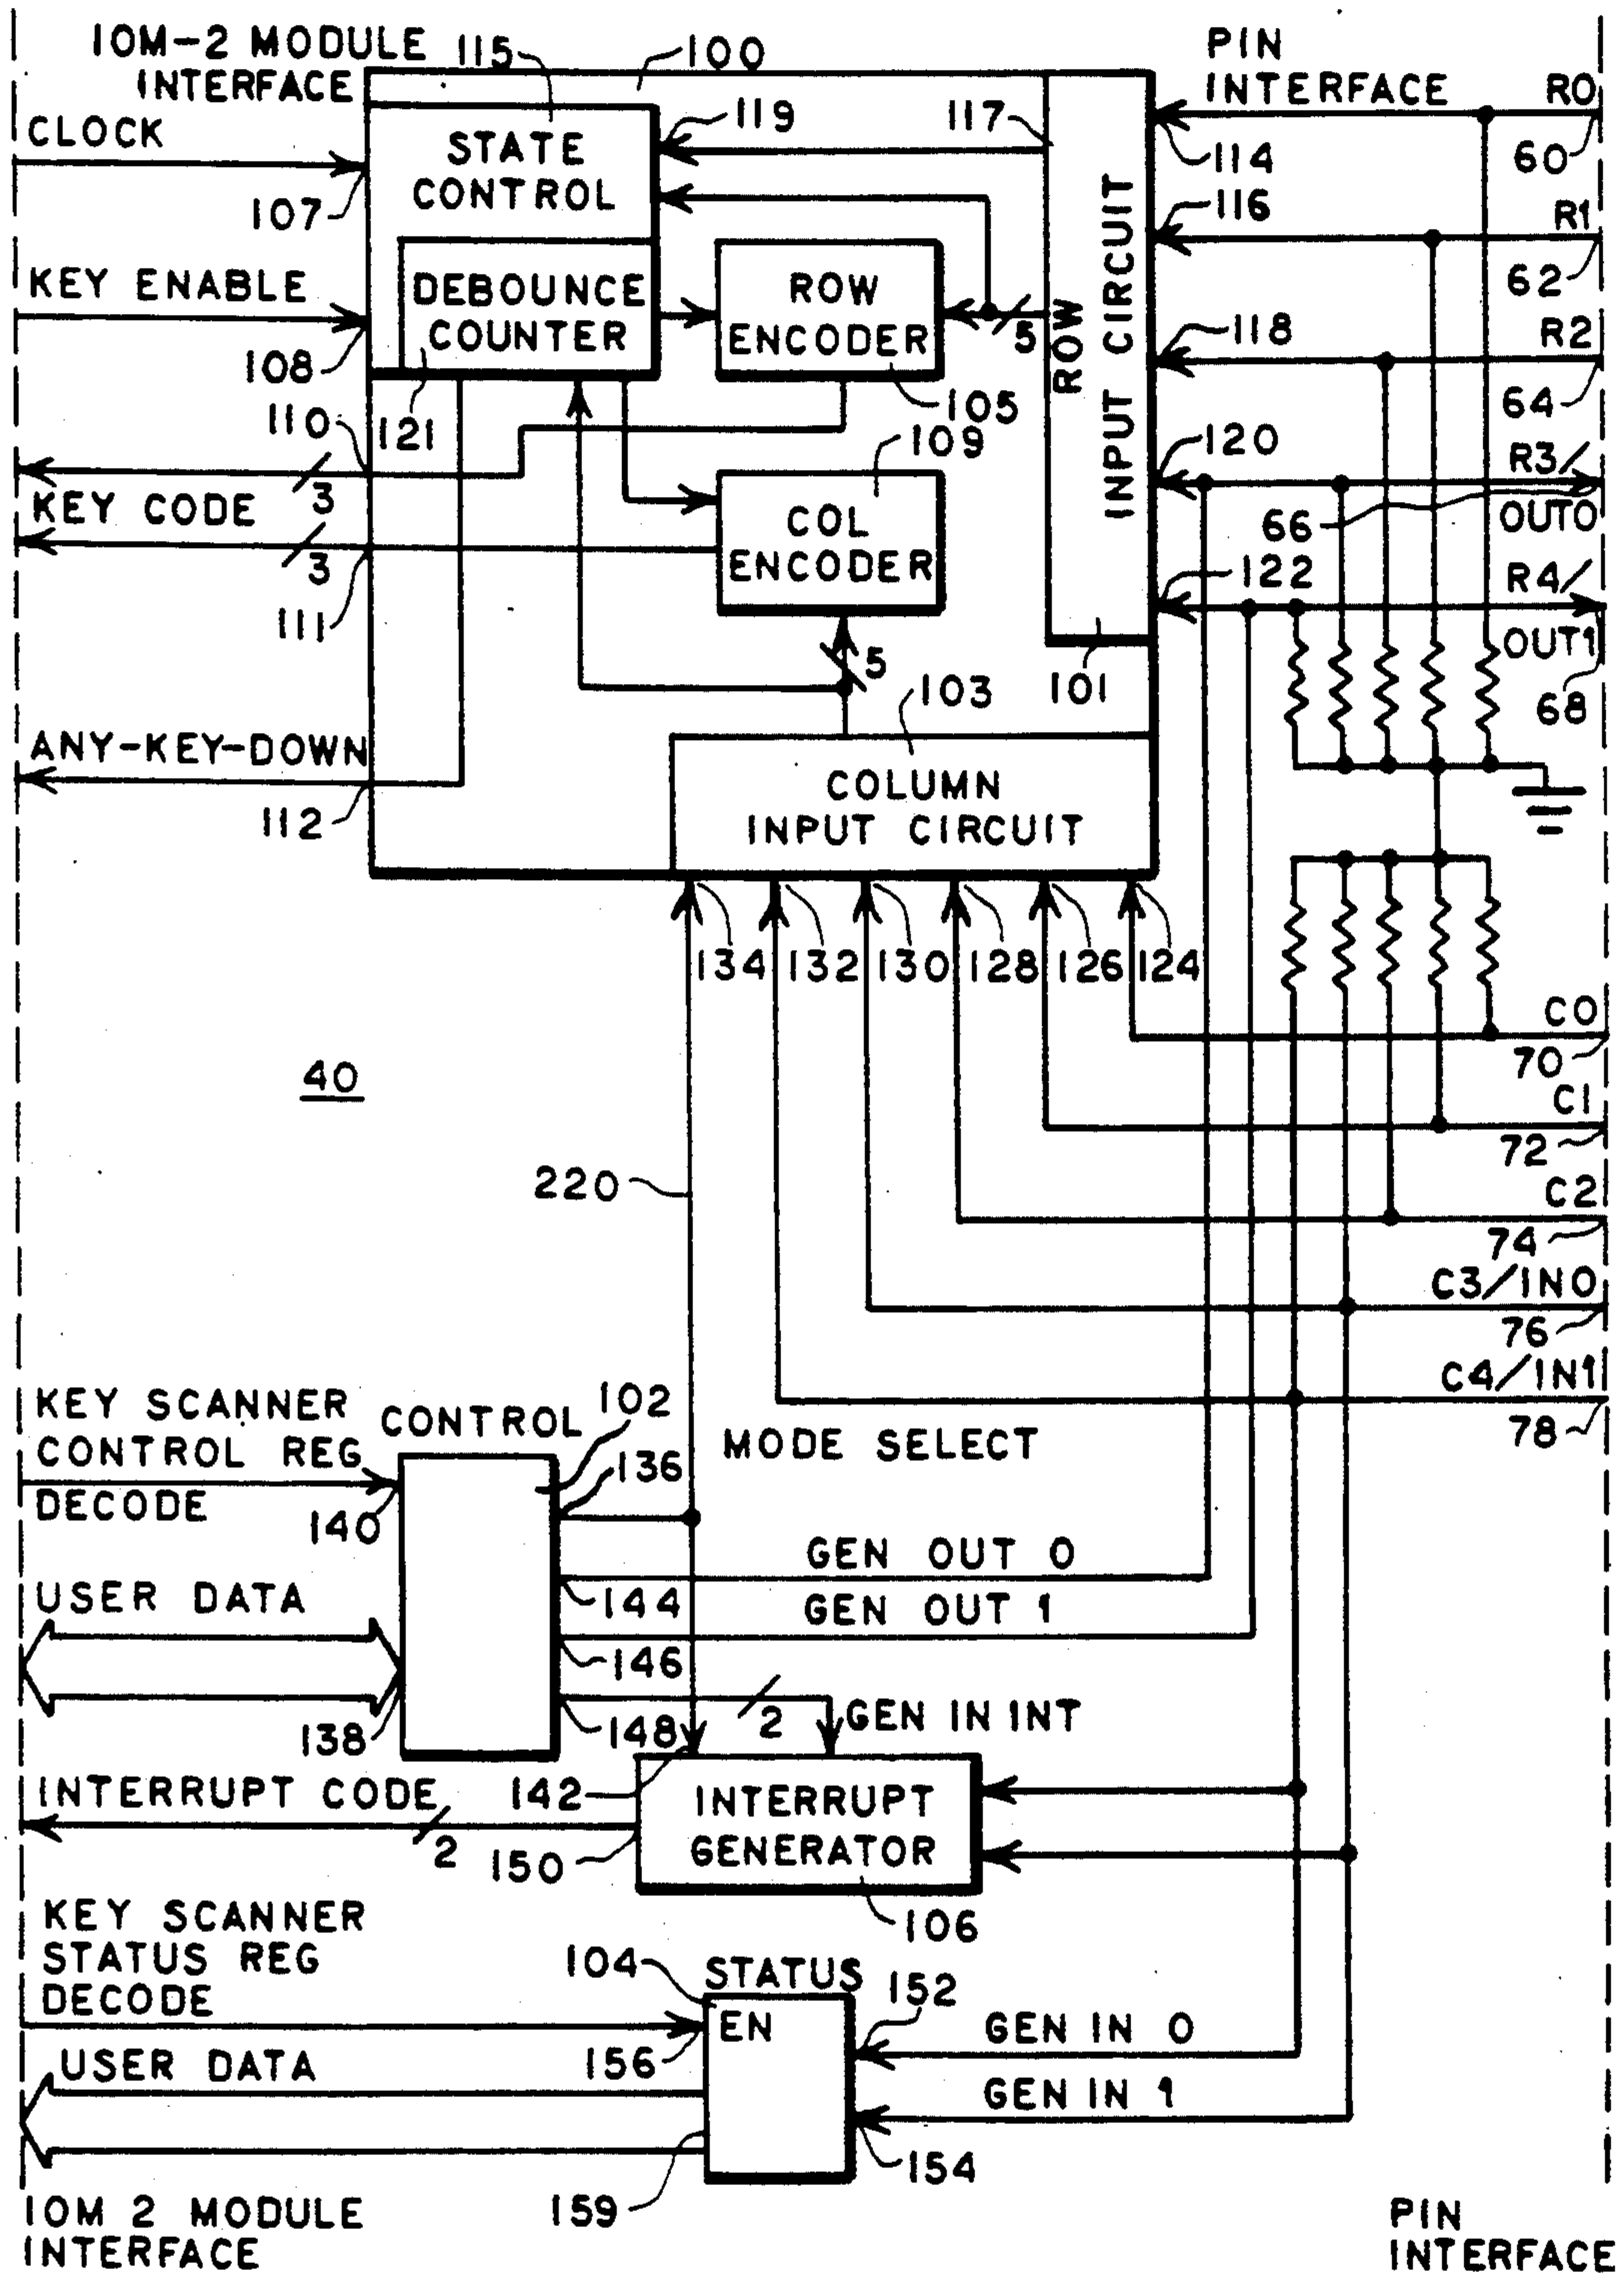 IOM-2 MODULE
INTERFACE
115
100
PIN
INTERFACE
R0
60
CLOCK
107
STATE
CONTROL
119
117
114
116
R1
62
KEY ENABLE
108
DEBOUNCE
COUNTER
121
ROW
ENCODER
105
5
ROW
INPUT CIRCUIT
118
R2
64
110
3
KEY CODE
3
111
109
COL
ENCODER
120
R3/
OUT0
66
122
R4/
OUT1
68
5
101
103
ANY-KEY-DOWN
112
COLUMN
INPUT CIRCUIT
134
132
130
128
126
124
C0
70
40
C1
72
220
C2
74
C3/IN0
76
C4/IN1
78
KEY SCANNER
CONTROL REG
DECODE
140
CONTROL
102
136
MODE SELECT
GEN OUT 0
144
GEN OUT 1
146
USER DATA
138
148
2
GEN IN INT
142
INTERRUPT CODE
2
150
INTERRUPT
GENERATOR
106
KEY SCANNER
STATUS REG
DECODE
104
STATUS
EN
156
152
GEN IN 0
USER DATA
GEN IN 1
154
159
IOM 2 MODULE
INTERFACE
PIN
INTERFACE